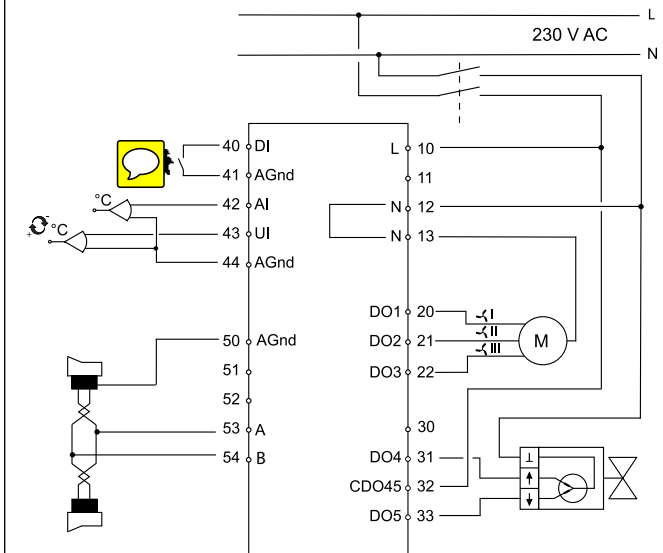 L
230 V AC
N
40 DI
41 AGnd
°C
42 AI
°C
43 UI
44 AGnd
50 AGnd
51
52
53 A
54 B
L 10
11
N 12
N 13
DO1 20
I
DO2 21
II
M
III
DO3 22
30
DO4 31
CDO45 32
DO5 33